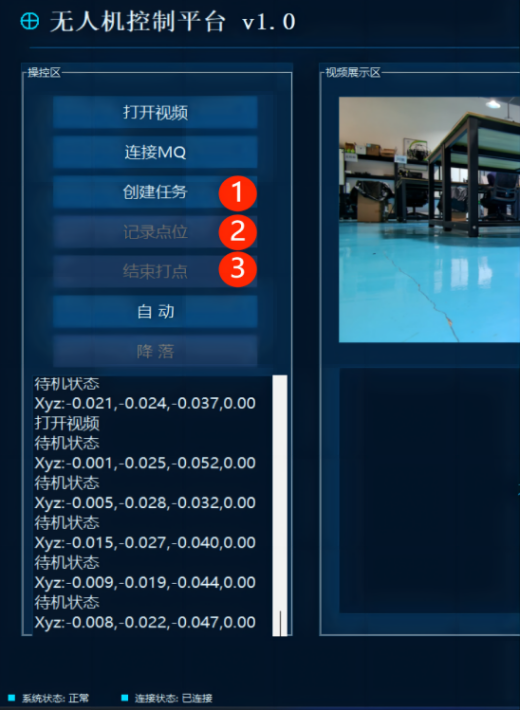 无人机控制平台 v1.0
操控区
视频展示区
打开视频
连接MQ
创建任务 1
记录点位 2
结束打点 3
自 动
降 落
待机状态
Xyz:-0.021,-0.024,-0.037,0.00
打开视频
待机状态
Xyz:-0.001,-0.025,-0.052,0.00
待机状态
Xyz:-0.005,-0.028,-0.032,0.00
待机状态
Xyz:-0.015,-0.027,-0.040,0.00
待机状态
Xyz:-0.009,-0.019,-0.044,0.00
待机状态
Xyz:-0.008,-0.022,-0.047,0.00
系统状态: 正常 连接状态: 已连接